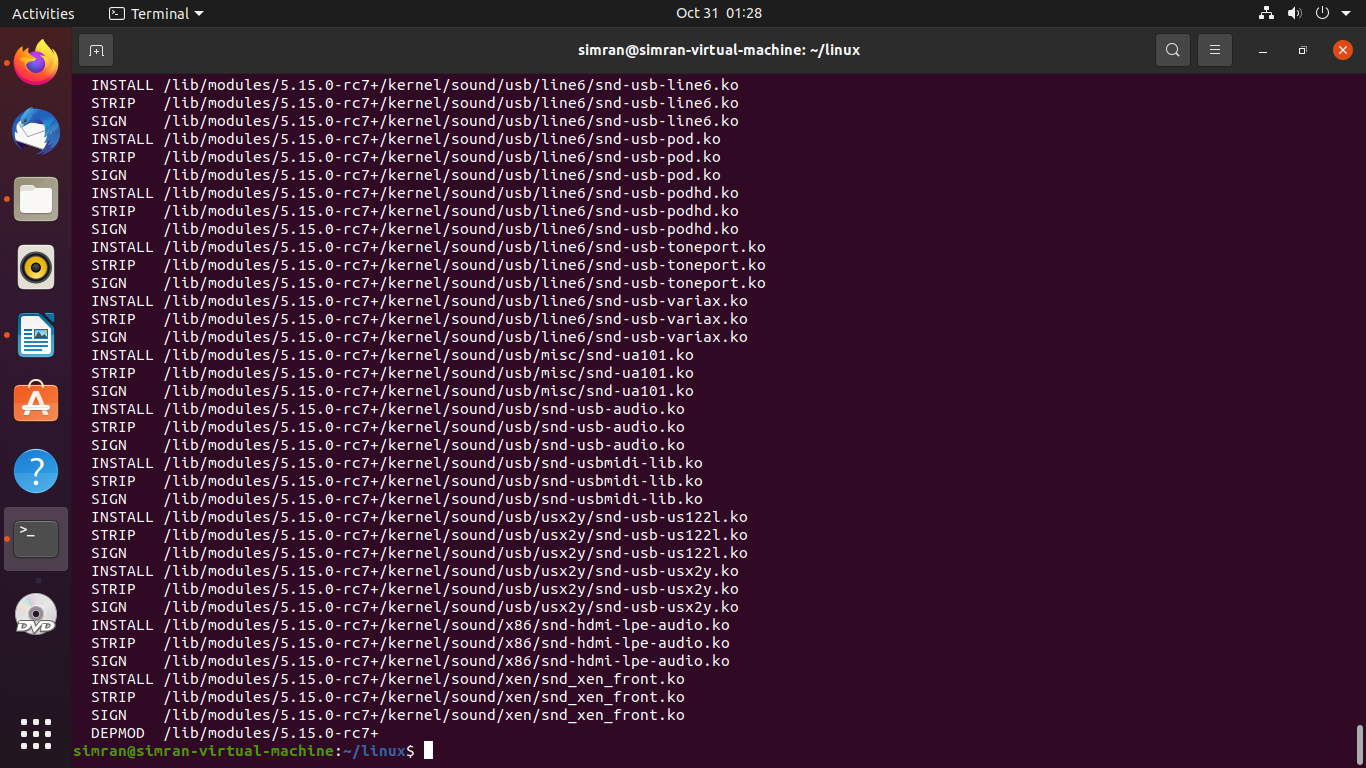 Activities
Terminal
Oct 31 01:28
simran@simran-virtual-machine: ~/linux
INSTALL /lib/modules/5.15.0-rc7+/kernel/sound/usb/line6/snd-usb-line6.ko
STRIP /lib/modules/5.15.0-rc7+/kernel/sound/usb/line6/snd-usb-line6.ko
SIGN /lib/modules/5.15.0-rc7+/kernel/sound/usb/line6/snd-usb-line6.ko
INSTALL /lib/modules/5.15.0-rc7+/kernel/sound/usb/line6/snd-usb-pod.ko
STRIP /lib/modules/5.15.0-rc7+/kernel/sound/usb/line6/snd-usb-pod.ko
SIGN /lib/modules/5.15.0-rc7+/kernel/sound/usb/line6/snd-usb-pod.ko
INSTALL /lib/modules/5.15.0-rc7+/kernel/sound/usb/line6/snd-usb-podhd.ko
STRIP /lib/modules/5.15.0-rc7+/kernel/sound/usb/line6/snd-usb-podhd.ko
SIGN /lib/modules/5.15.0-rc7+/kernel/sound/usb/line6/snd-usb-podhd.ko
INSTALL /lib/modules/5.15.0-rc7+/kernel/sound/usb/line6/snd-usb-toneport.ko
STRIP /lib/modules/5.15.0-rc7+/kernel/sound/usb/line6/snd-usb-toneport.ko
SIGN /lib/modules/5.15.0-rc7+/kernel/sound/usb/line6/snd-usb-toneport.ko
INSTALL /lib/modules/5.15.0-rc7+/kernel/sound/usb/line6/snd-usb-variax.ko
STRIP /lib/modules/5.15.0-rc7+/kernel/sound/usb/line6/snd-usb-variax.ko
SIGN /lib/modules/5.15.0-rc7+/kernel/sound/usb/line6/snd-usb-variax.ko
INSTALL /lib/modules/5.15.0-rc7+/kernel/sound/usb/misc/snd-ua101.ko
STRIP /lib/modules/5.15.0-rc7+/kernel/sound/usb/misc/snd-ua101.ko
SIGN /lib/modules/5.15.0-rc7+/kernel/sound/usb/misc/snd-ua101.ko
INSTALL /lib/modules/5.15.0-rc7+/kernel/sound/usb/snd-usb-audio.ko
STRIP /lib/modules/5.15.0-rc7+/kernel/sound/usb/snd-usb-audio.ko
SIGN /lib/modules/5.15.0-rc7+/kernel/sound/usb/snd-usb-audio.ko
INSTALL /lib/modules/5.15.0-rc7+/kernel/sound/usb/snd-usbmidi-lib.ko
STRIP /lib/modules/5.15.0-rc7+/kernel/sound/usb/snd-usbmidi-lib.ko
SIGN /lib/modules/5.15.0-rc7+/kernel/sound/usb/snd-usbmidi-lib.ko
INSTALL /lib/modules/5.15.0-rc7+/kernel/sound/usb/usx2y/snd-usb-us122l.ko
STRIP /lib/modules/5.15.0-rc7+/kernel/sound/usb/usx2y/snd-usb-us122l.ko
SIGN /lib/modules/5.15.0-rc7+/kernel/sound/usb/usx2y/snd-usb-us122l.ko
INSTALL /lib/modules/5.15.0-rc7+/kernel/sound/usb/usx2y/snd-usb-usx2y.ko
STRIP /lib/modules/5.15.0-rc7+/kernel/sound/usb/usx2y/snd-usb-usx2y.ko
SIGN /lib/modules/5.15.0-rc7+/kernel/sound/usb/usx2y/snd-usb-usx2y.ko
INSTALL /lib/modules/5.15.0-rc7+/kernel/sound/x86/snd-hdmi-lpe-audio.ko
STRIP /lib/modules/5.15.0-rc7+/kernel/sound/x86/snd-hdmi-lpe-audio.ko
SIGN /lib/modules/5.15.0-rc7+/kernel/sound/x86/snd-hdmi-lpe-audio.ko
INSTALL /lib/modules/5.15.0-rc7+/kernel/sound/xen/snd_xen_front.ko
STRIP /lib/modules/5.15.0-rc7+/kernel/sound/xen/snd_xen_front.ko
SIGN /lib/modules/5.15.0-rc7+/kernel/sound/xen/snd_xen_front.ko
DEPMOD /lib/modules/5.15.0-rc7+
simran@simran-virtual-machine:~/linux$
DVD